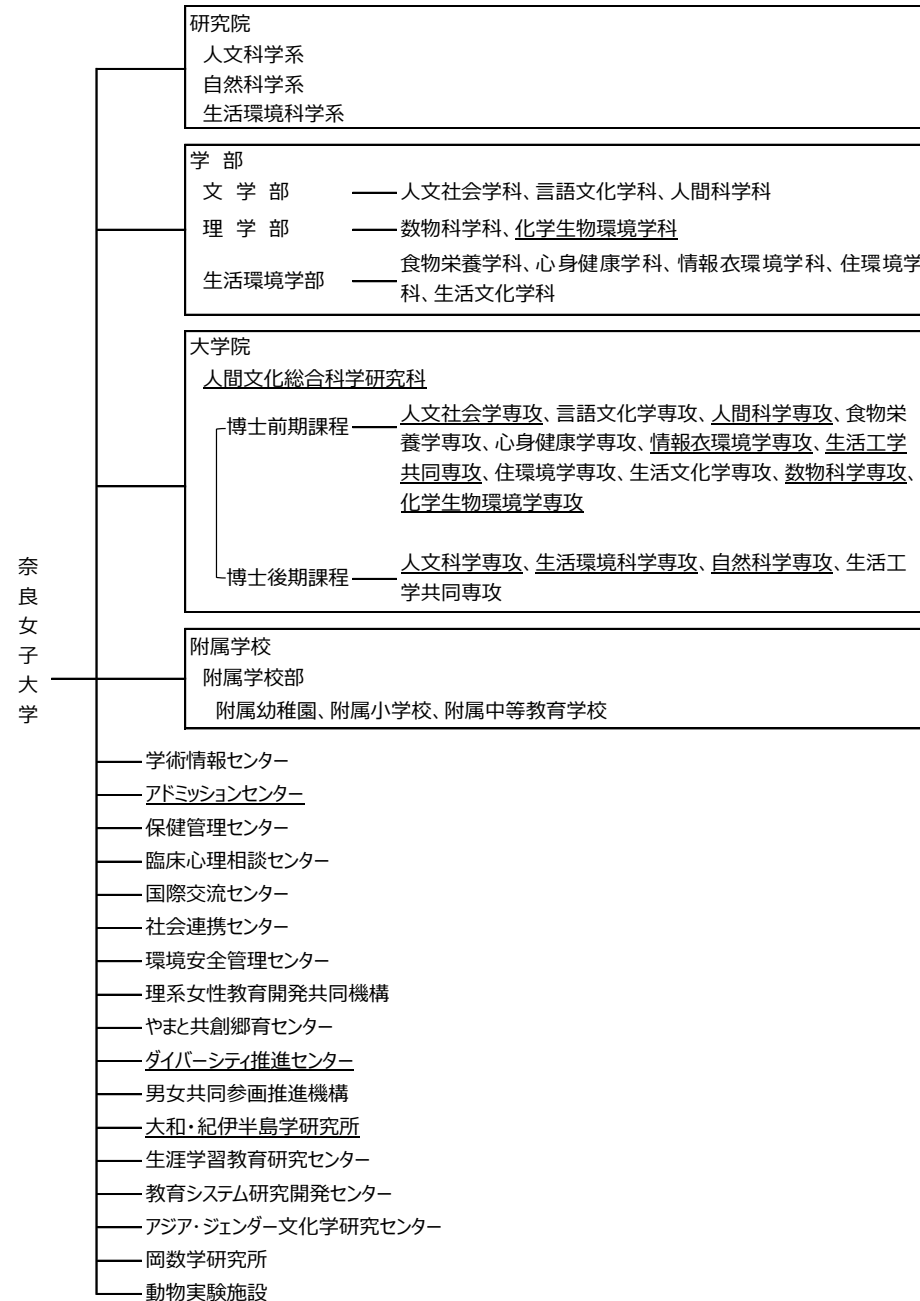 研究院
人文科学系
自然科学系
生活環境科学系
学 部
文 学 部 人文社会学科、言語文化学科、人間科学科
理 学 部 数物科学科、化学生物環境学科
生活環境学部 食物栄養学科、心身健康学科、情報衣環境学科、住環境学
科、生活文化学科
大学院
人間文化総合科学研究科
博士前期課程 人文社会学専攻、言語文化学専攻、人間科学専攻、食物栄
養学専攻、心身健康学専攻、情報衣環境学専攻、生活工学
共同専攻、住環境学専攻、生活文化学専攻、数物科学専攻、
化学生物環境学専攻
博士後期課程 人文科学専攻、生活環境科学専攻、自然科学専攻、生活工
学共同専攻
奈良女子大学
附属学校
附属学校部
附属幼稚園、附属小学校、附属中等教育学校
学術情報センター
アドミッションセンター
保健管理センター
臨床心理相談センター
国際交流センター
社会連携センター
環境安全管理センター
理系女性教育開発共同機構
やまと共創郷育センター
ダイバーシティ推進センター
男女共同参画推進機構
大和・紀伊半島学研究所
生涯学習教育研究センター
教育システム研究開発センター
アジア・ジェンダー文化学研究センター
岡数学研究所
動物実験施設